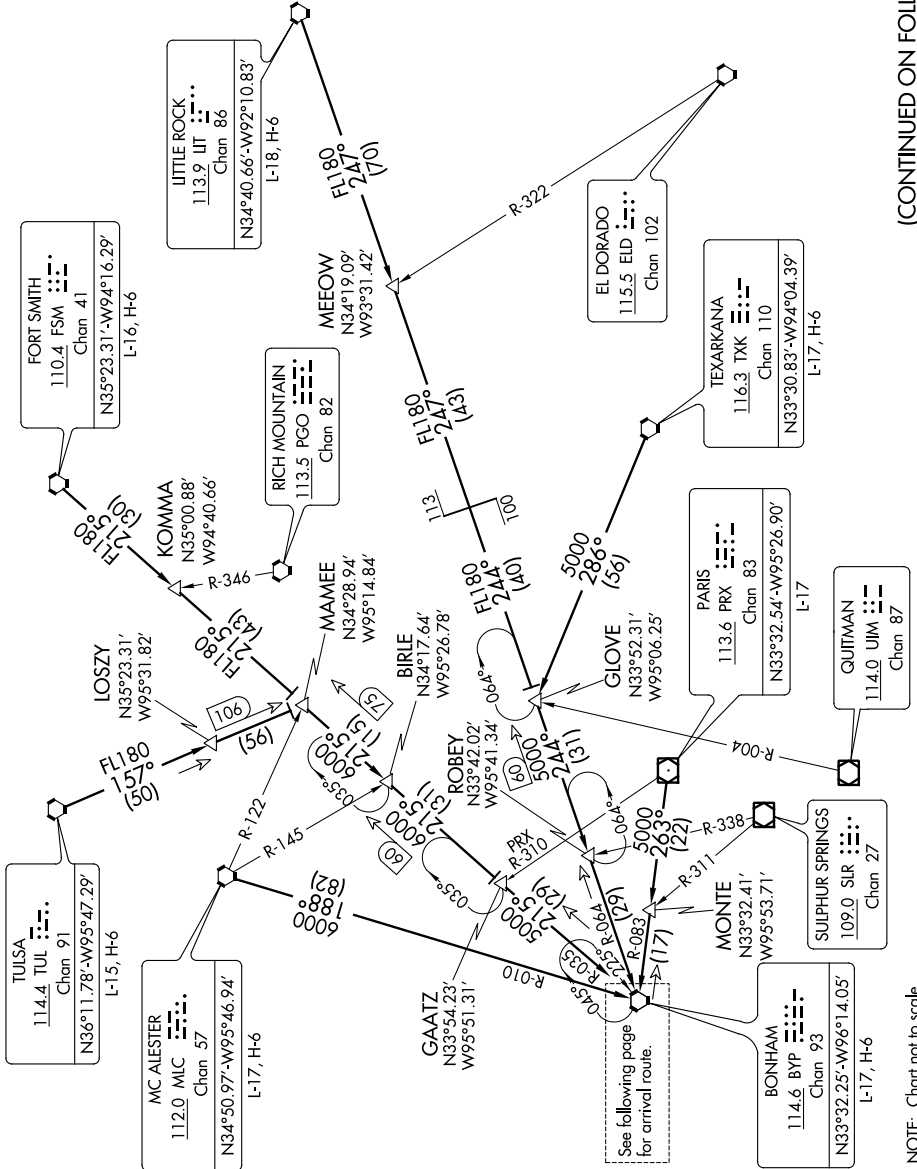 TULSA
114.4 TUL
Chan 91
N36°11.78'-W95°47.29'
L-15, H-6
FORT SMITH
110.4 FSM
Chan 41
N35°23.31'-W94°16.29'
L-16, H-6
LITTLE ROCK
113.9 LIT
Chan 86
N34°40.66'-W92°10.83'
L-18, H-6
MC ALESTER
112.0 MLC
Chan 57
N34°50.97'-W95°46.94'
L-17, H-6
RICH MOUNTAIN
113.5 PGO
Chan 82
EL DORADO
115.5 ELD
Chan 102
TEXARKANA
116.3 TXK
Chan 110
N33°30.83'-W94°04.39'
L-17, H-6
PARIS
113.6 PRX
Chan 83
N33°32.54'-W95°26.90'
L-17
QUITMAN
114.0 UIM
Chan 87
SULPHUR SPRINGS
109.0 SLR
Chan 27
BONHAM
114.6 BYP
Chan 93
N33°32.25'-W96°14.05'
L-17, H-6
LOSZY
N35°23.31'
W95°31.82'
KOMMA
N35°00.88'
W94°40.66'
MAMEE
N34°28.94'
W95°14.84'
BIRLE
N34°17.64'
W95°26.78'
MEEOW
N34°19.09'
W93°31.42'
GLOVE
N33°52.31'
W95°06.25'
ROBEY
N33°42.02'
W95°41.34'
GAATZ
N33°54.23'
W95°51.31'
MONTE
N33°32.41'
W95°53.71'
FL180
157°
(50)
106
(56)
FL180
215°
(30)
R-346
FL180
215°
(43)
75
6000
215°
(15)
035°
60
6000
215°
(31)
035°
5000
215°
(29)
R-035
045°
R-122
R-145
6000
188°
(82)
R-010
FL180
247°
(70)
R-322
FL180
247°
(43)
113
100
FL180
244°
(40)
064°
5000
286°
(56)
60
5000
244°
(31)
064°
R-004
PRX
R-310
(29)
225°
R-064
R-083
5000
263°
(22)
(17)
R-338
R-311
See following page
for arrival route.
NOTE: Chart not to scale
(CONTINUED ON FOLL